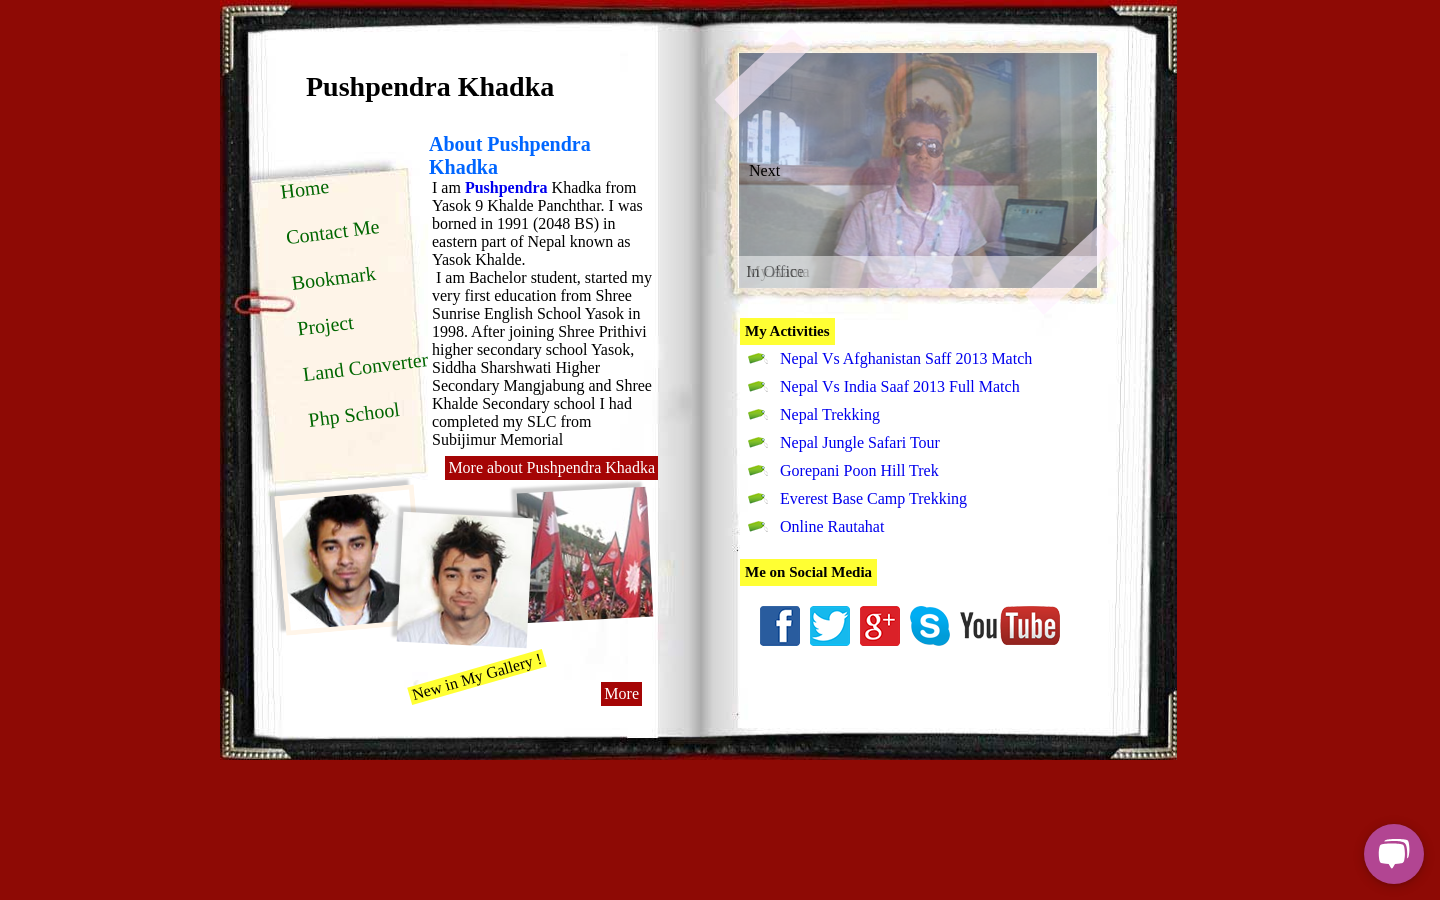 Pushpendra Khadka
Home
Contact Me
Bookmark
Project
Land Converter
Php School
About Pushpendra
Khadka
I am Pushpendra Khadka from
Yasok 9 Khalde Panchthar. I was
borned in 1991 (2048 BS) in
eastern part of Nepal known as
Yasok Khalde.
I am Bachelor student, started my
very first education from Shree
Sunrise English School Yasok in
1998. After joining Shree Prithivi
higher secondary school Yasok,
Siddha Sharshwati Higher
Secondary Mangjabung and Shree
Khalde Secondary school I had
completed my SLC from
Subijimur Memorial
More about Pushpendra Khadka
New in My Gallery !
More
Next
In Office
My Activities
Nepal Vs Afghanistan Saff 2013 Match
Nepal Vs India Saaf 2013 Full Match
Nepal Trekking
Nepal Jungle Safari Tour
Gorepani Poon Hill Trek
Everest Base Camp Trekking
Online Rautahat
Me on Social Media
f
g+
S
You Tube